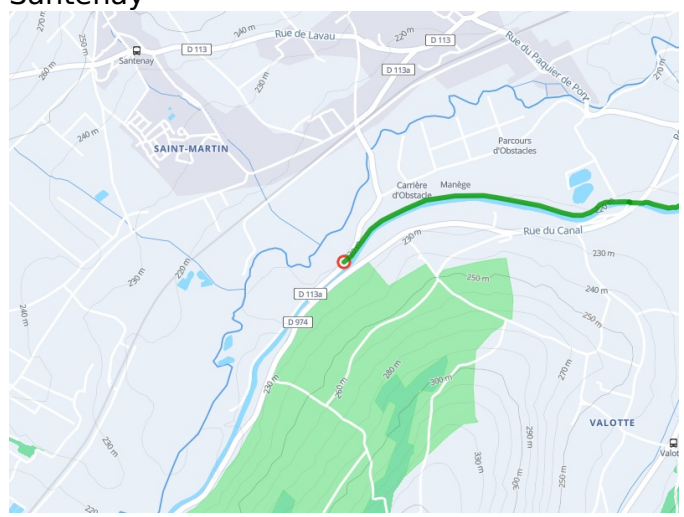 Santenay
270 m
250 m
260 m
240 m
Rue de Lavau
D 113
220 m
D 113
Rue du Paquier de Pony
Santenay
D 113a
230 m
270 m
240 m
SAINT-MARTIN
Parcours
d'Obstacles
Carrière
d'Obstacle
Manège
230 m
Rue du Canal
230 m
220 m
230 m
250 m
240 m
D 113a
240 m
250 m
D 974
230 m
260 m
280 m
300 m
270 m
VALOTTE
290 m
230 m
330 m
250 m
Valot
300 m
220